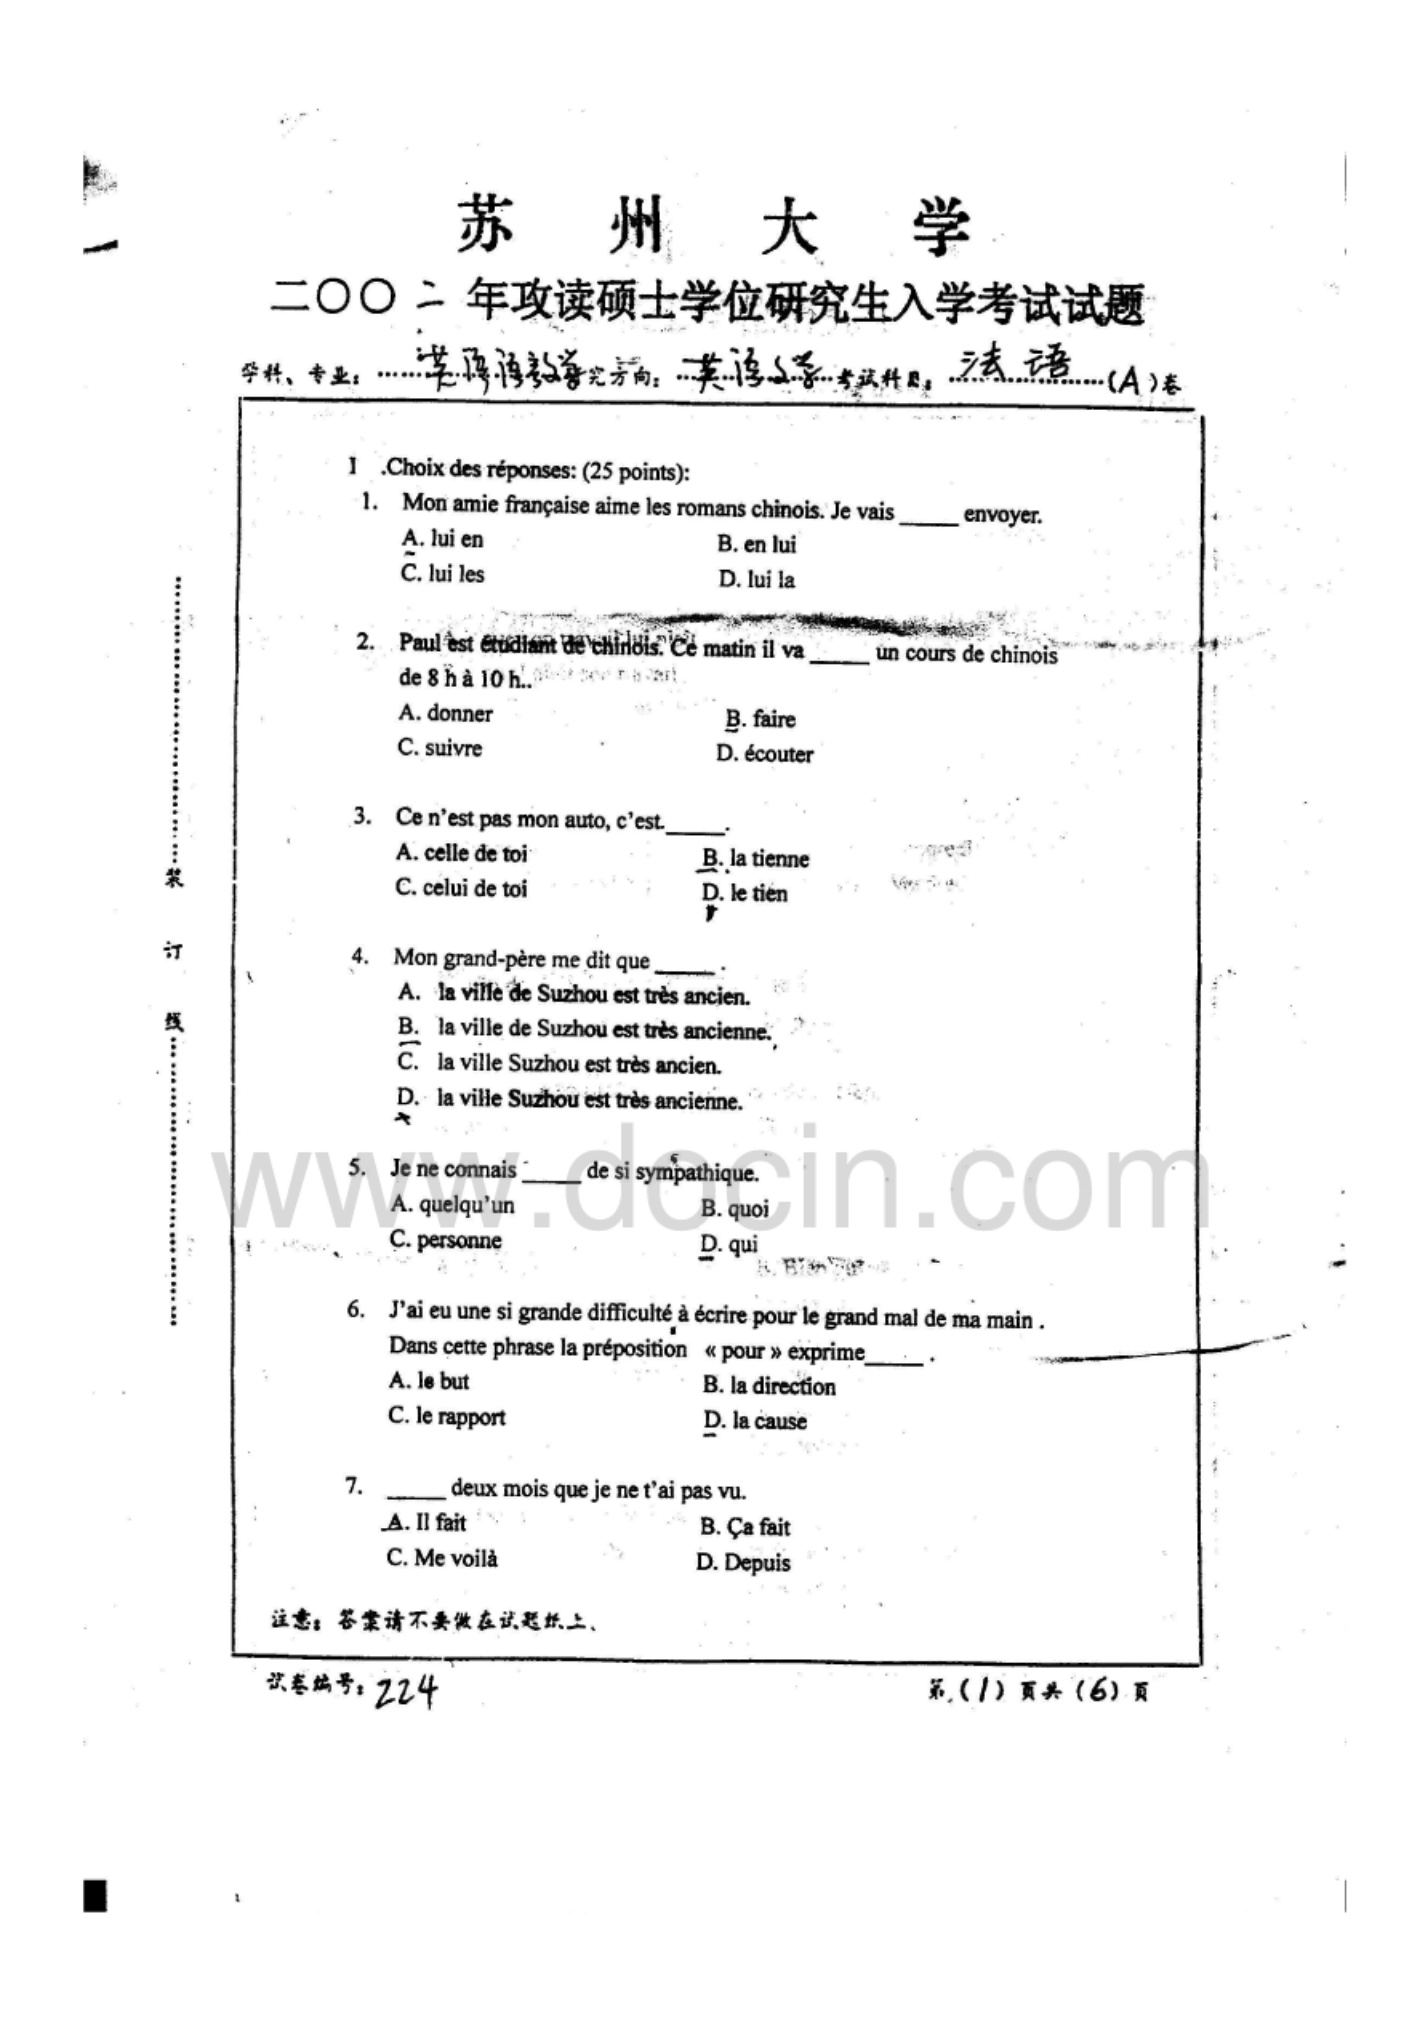 苏州大学
二〇〇二年攻读硕士学位研究生入学考试试题
学科、专业： 英语语言文学 研究方向： 英语文学 考试科目： 法语 (A)卷
I .Choix des réponses: (25 points):
1. Mon amie française aime les romans chinois. Je vais _____ envoyer.
A. lui en B. en lui
C. lui les D. lui la
2. Paul est étudiant de chinois. Ce matin il va _____ un cours de chinois
de 8 h à 10 h..
A. donner B. faire
C. suivre D. écouter
3. Ce n'est pas mon auto, c'est._____.
A. celle de toi B. la tienne
C. celui de toi D. le tien
4. Mon grand-père me dit que _____ .
A. la ville de Suzhou est très ancien.
B. la ville de Suzhou est très ancienne.
C. la ville Suzhou est très ancien.
D. la ville Suzhou est très ancienne.
5. Je ne connais _____ de si sympathique.
A. quelqu'un B. quoi
C. personne D. qui
6. J'ai eu une si grande difficulté à écrire pour le grand mal de ma main .
Dans cette phrase la préposition « pour » exprime_____ .
A. le but B. la direction
C. le rapport D. la cause
7. _____ deux mois que je ne t'ai pas vu.
A. Il fait B. Ça fait
C. Me voilà D. Depuis
注意：答案请不要做在试题纸上.
试卷编号：224 第(1)页共(6)页
装订线
www.docin.com